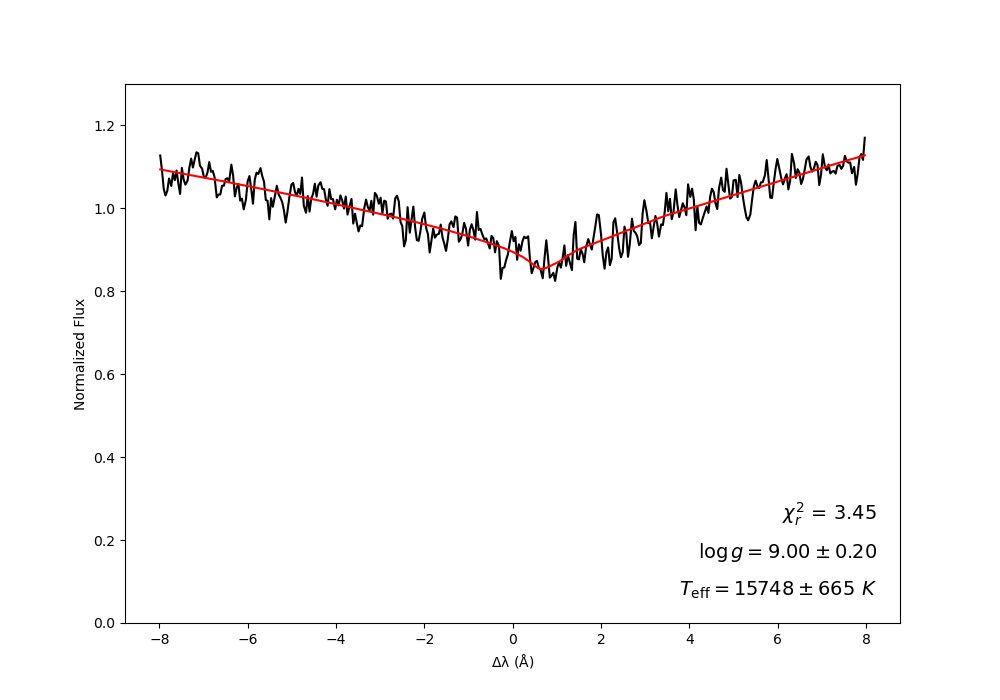 1.2
1.0
0.8
0.6
0.4
0.2
0.0
Normalized Flux
χ²ᵣ = 3.45
log g = 9.00 ± 0.20
T_eff = 15748 ± 665 K
−8 −6 −4 −2 0 2 4 6 8
Δλ (Å)